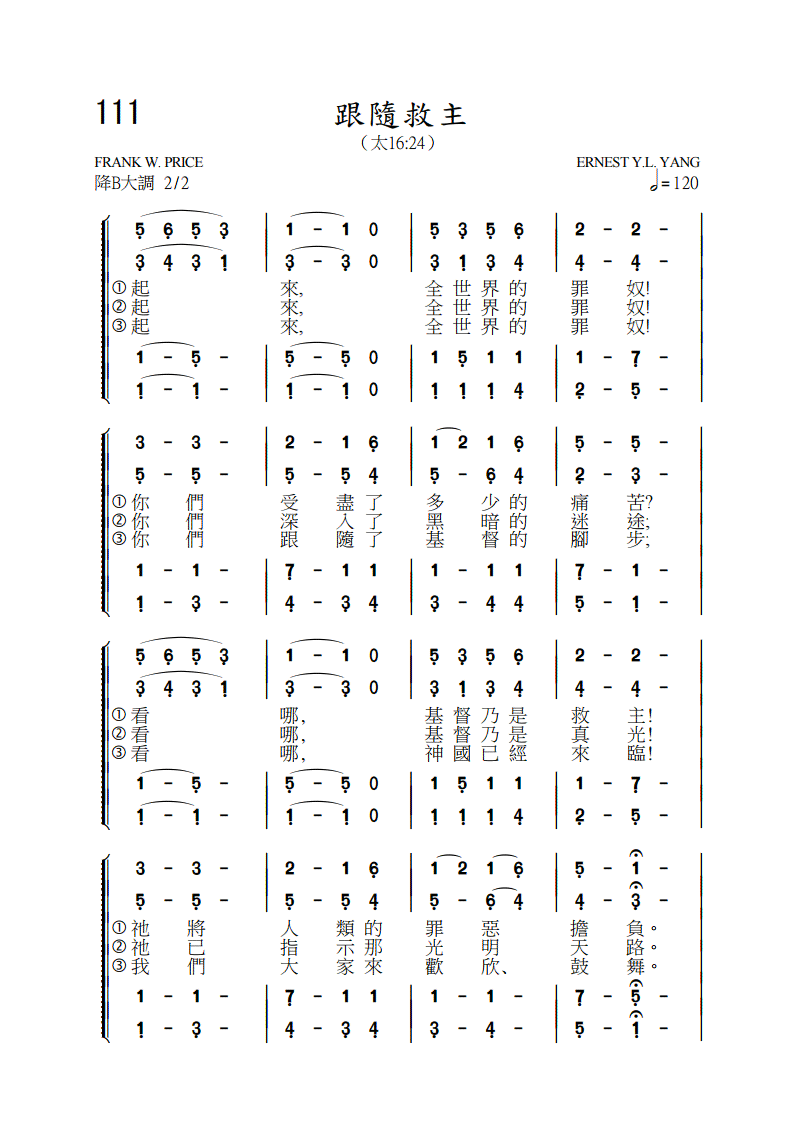 111
跟隨救主
（太16:24）
FRANK W. PRICE ERNEST Y.L. YANG
降B大調 2/2 𝅗𝅥=120
5̣ 6̣ 5̣ 3̣ | 1 - 1 0 | 5̣ 3̣ 5̣ 6̣ | 2 - 2 - |
3̣ 4̣ 3̣ 1̣ | 3̣ - 3̣ 0 | 3̣ 1̣ 3̣ 4̣ | 4̣ - 4̣ - |
①起 來, 全世界的 罪 奴!
②起 來, 全世界的 罪 奴!
③起 來, 全世界的 罪 奴!
1 - 5̣ - | 5̣ - 5̣ 0 | 1 5̣ 1 1 | 1 - 7̣ - |
1̣ - 1̣ - | 1̣ - 1̣ 0 | 1̣ 1̣ 1̣ 4̣ | 2̣ - 5̣ - |
3 - 3 - | 2 - 1 6̣ | 1 2 1 6̣ | 5̣ - 5̣ - |
5̣ - 5̣ - | 5̣ - 5̣ 4̣ | 5̣ - 6̣ 4̣ | 2̣ - 3̣ - |
①你 們 受 盡了 多 少的 痛 苦?
②你 們 深 入了 黑 暗的 迷 途;
③你 們 跟 隨了 基 督的 腳 步;
1 - 1 - | 7̣ - 1 1 | 1 - 1 1 | 7̣ - 1 - |
1̣ - 3̣ - | 4̣ - 3̣ 4̣ | 3̣ - 4̣ 4̣ | 5̣ - 1̣ - |
5̣ 6̣ 5̣ 3̣ | 1 - 1 0 | 5̣ 3̣ 5̣ 6̣ | 2 - 2 - |
3̣ 4̣ 3̣ 1̣ | 3̣ - 3̣ 0 | 3̣ 1̣ 3̣ 4̣ | 4̣ - 4̣ - |
①看 哪, 基督乃是 救 主!
②看 哪, 基督乃是 真 光!
③看 哪, 神國已經 來 臨!
1 - 5̣ - | 5̣ - 5̣ 0 | 1 5̣ 1 1 | 1 - 7̣ - |
1̣ - 1̣ - | 1̣ - 1̣ 0 | 1̣ 1̣ 1̣ 4̣ | 2̣ - 5̣ - |
3 - 3 - | 2 - 1 6̣ | 1 2 1 6̣ | 5̣ - 1 - |
5̣ - 5̣ - | 5̣ - 5̣ 4̣ | 5̣ - 6̣ 4̣ | 4̣ - 3̣ - |
①祂 將 人 類的 罪 惡 擔 負。
②祂 已 指 示那 光 明 天 路。
③我 們 大 家來 歡 欣、 鼓 舞。
1 - 1 - | 7̣ - 1 1 | 1 - 1 - | 7̣ - 5̣ - |
1̣ - 3̣ - | 4̣ - 3̣ 4̣ | 3̣ - 4̣ - | 5̣ - 1̣ - |